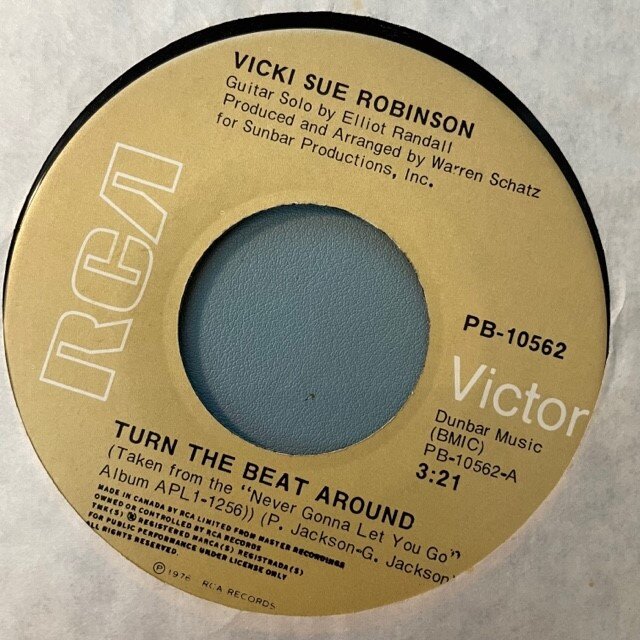 VICKI SUE ROBINSON
Guitar Solo by Elliot Randall
Produced and Arranged by Warren Schatz
for Sunbar Productions, Inc.
RCA
PB-10562
Victor
Dunbar Music
(BMIC)
PB-10562-A
3:21
TURN THE BEAT AROUND
(Taken from the "Never Gonna Let You Go"
Album APL1-1256)) (P. Jackson-G. Jackson)
MADE IN CANADA BY RCA LIMITED FROM MASTER RECORDINGS
OWNED OR CONTROLLED BY RCA RECORDS
TMK(S) ® REGISTERED MARCA(S) REGISTRADA(S)
FOR PUBLIC PERFORMANCE UNDER LICENSE ONLY
ALL RIGHTS RESERVED.
℗ 1976 RCA RECORDS